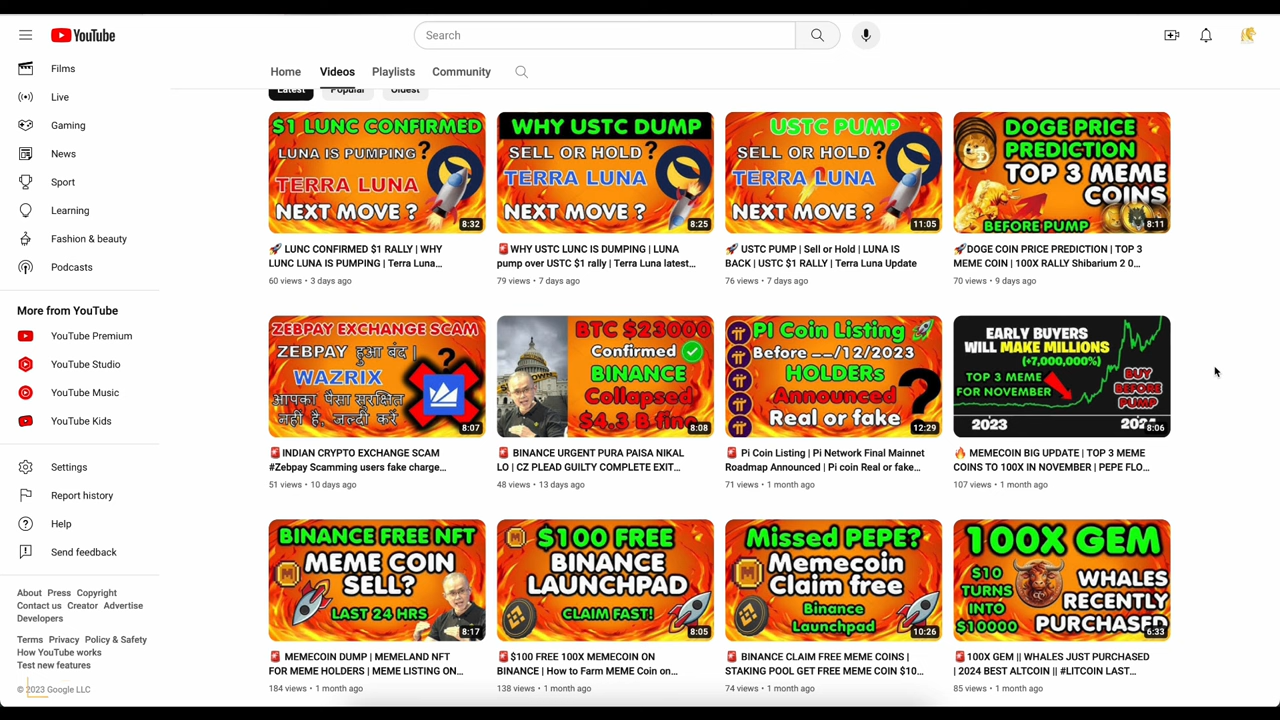 YouTube
Search
Films
Live
Gaming
News
Sport
Learning
Fashion & beauty
Podcasts
More from YouTube
YouTube Premium
YouTube Studio
YouTube Music
YouTube Kids
Settings
Report history
Help
Send feedback
About Press Copyright
Contact us Creator Advertise
Developers
Terms Privacy Policy & Safety
How YouTube works
Test new features
© 2023 Google LLC
Home Videos Playlists Community
Latest Popular Oldest
$1 LUNC CONFIRMED
LUNA IS PUMPING ?
TERRA LUNA
NEXT MOVE ?
8:32
🚀 LUNC CONFIRMED $1 RALLY | WHY
LUNC LUNA IS PUMPING | Terra Luna…
60 views • 3 days ago
WHY USTC DUMP
SELL OR HOLD ?
TERRA LUNA
NEXT MOVE ?
8:25
🚨WHY USTC LUNC IS DUMPING | LUNA
pump over USTC $1 rally | Terra Luna latest…
79 views • 7 days ago
USTC PUMP
SELL OR HOLD ?
TERRA LUNA
NEXT MOVE ?
11:05
🚀 USTC PUMP | Sell or Hold | LUNA IS
BACK | USTC $1 RALLY | Terra Luna Update
76 views • 7 days ago
DOGE PRICE
PREDICTION
TOP 3 MEME
COINS
BEFORE PUMP
8:11
🚀DOGE COIN PRICE PREDICTION | TOP 3
MEME COIN | 100X RALLY Shibarium 2 0…
70 views • 9 days ago
ZEBPAY EXCHANGE SCAM
ZEBPAY हुआ बंद | ?
WAZRIX
आपका पैसा सुरक्षित
नहीं है, जल्दी करें
8:07
🚨INDIAN CRYPTO EXCHANGE SCAM
#Zebpay Scamming users fake charge…
51 views • 10 days ago
BTC $23000
Confirmed
BINANCE
Collapsed
$4.3 B fine
8:08
🚨 BINANCE URGENT PURA PAISA NIKAL
LO | CZ PLEAD GUILTY COMPLETE EXIT…
48 views • 13 days ago
Pi Coin Listing
Before --/12/2023
HOLDERs
Announced
Real or fake ?
12:29
🚨 Pi Coin Listing | Pi Network Final Mainnet
Roadmap Announced | Pi coin Real or fake…
71 views • 1 month ago
EARLY BUYERS
WILL MAKE MILLIONS
(+7,000,000%)
TOP 3 MEME
FOR NOVEMBER
BUY
BEFORE
PUMP
2023
8:06
🔥 MEMECOIN BIG UPDATE | TOP 3 MEME
COINS TO 100X IN NOVEMBER | PEPE FLO…
107 views • 1 month ago
BINANCE FREE NFT
MEME COIN
SELL?
LAST 24 HRS
8:17
🚨 MEMECOIN DUMP | MEMELAND NFT
FOR MEME HOLDERS | MEME LISTING ON…
184 views • 1 month ago
$100 FREE
BINANCE
LAUNCHPAD
CLAIM FAST!
8:05
🚨$100 FREE 100X MEMECOIN ON
BINANCE | How to Farm MEME Coin on…
138 views • 1 month ago
Missed PEPE?
Memecoin
Claim free
Binance
Launchpad
10:26
🚨 BINANCE CLAIM FREE MEME COINS |
STAKING POOL GET FREE MEME COIN $10…
74 views • 1 month ago
100X GEM
$10
TURNS
INTO
$10000
WHALES
RECENTLY
PURCHASED
6:33
🚨100X GEM || WHALES JUST PURCHASED
| 2024 BEST ALTCOIN || #LITCOIN LAST…
85 views • 1 month ago